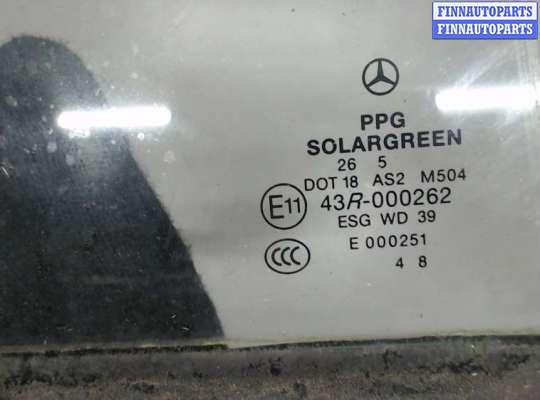 FINNAUTOPARTS
FINNAUTOPARTS
PPG
SOLARGREEN
26 5
DOT 18 AS2 M504
E11 43R-000262
ESG WD 39
CCC E 000251
4 8